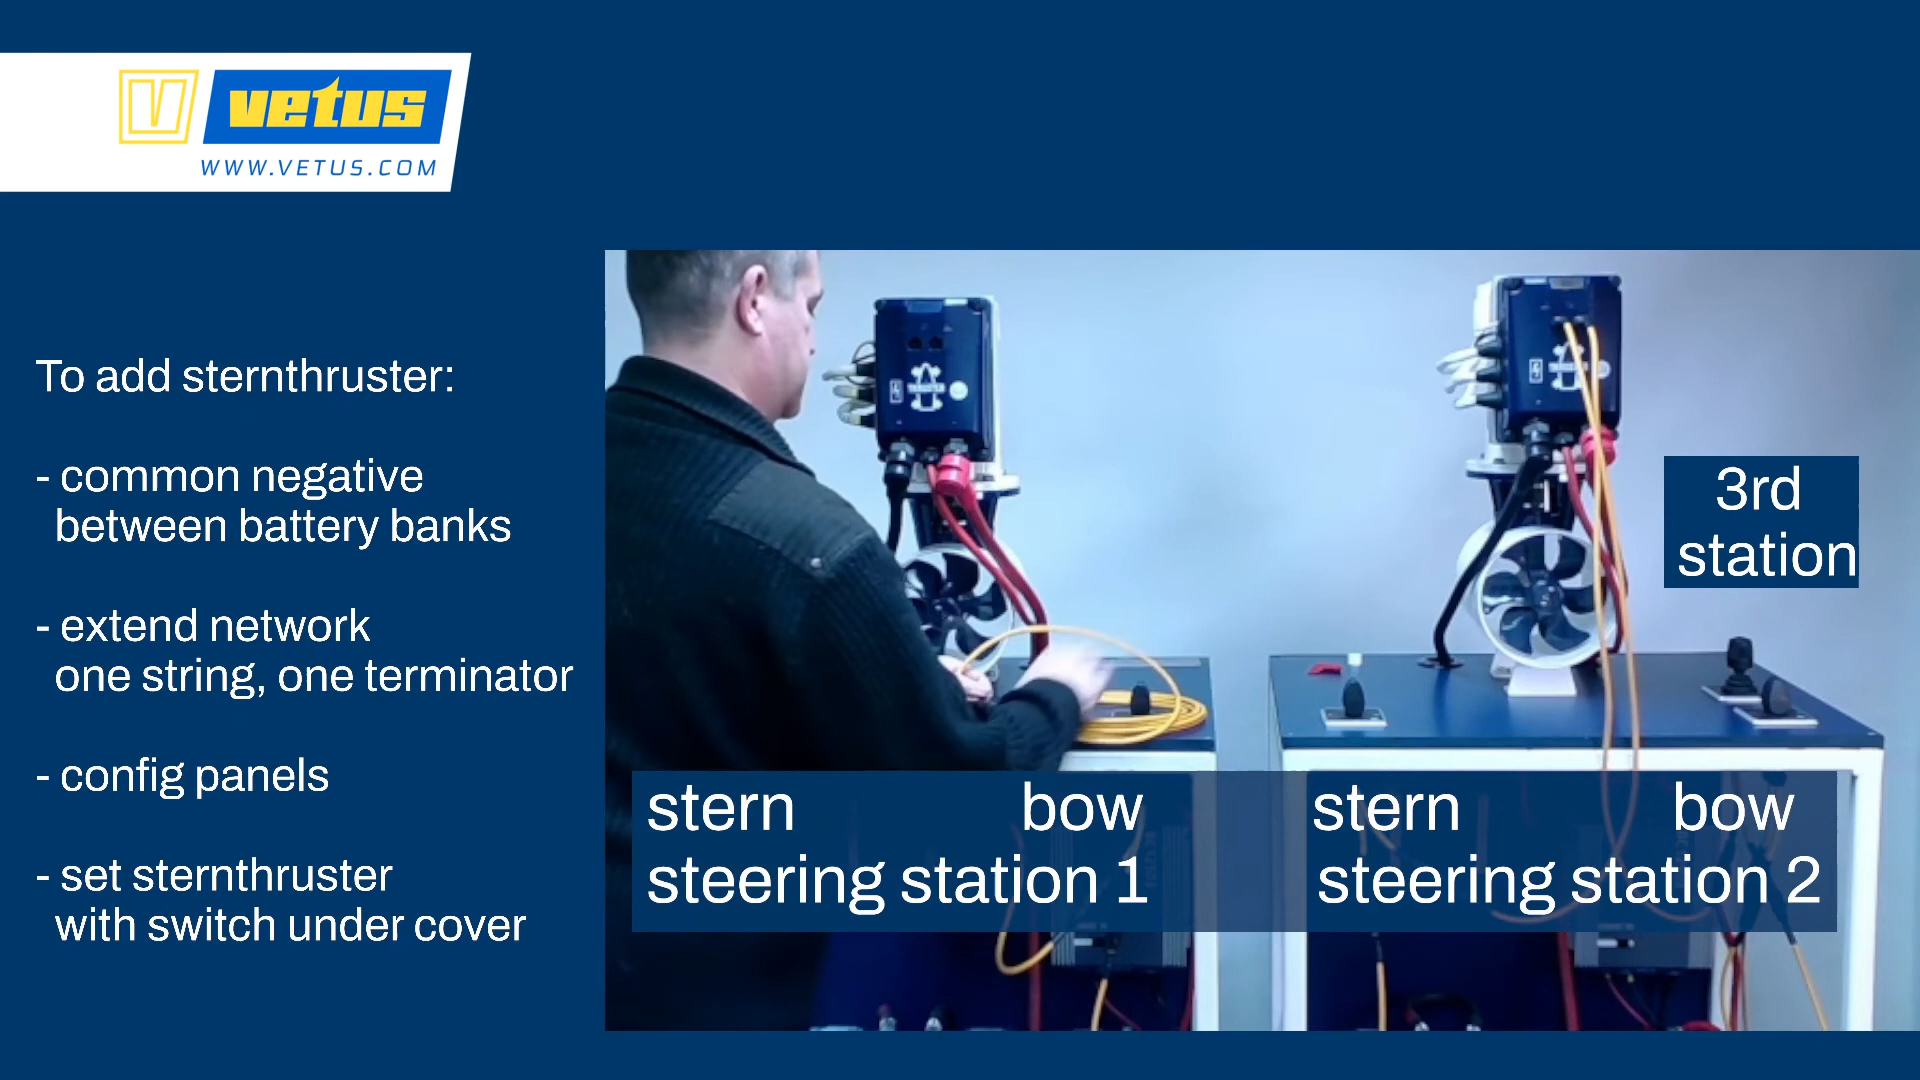 vetus
WWW.VETUS.COM
To add sternthruster:
- common negative
between battery banks
- extend network
one string, one terminator
- config panels
- set sternthruster
with switch under cover
3rd
station
stern bow
steering station 1
stern bow
steering station 2